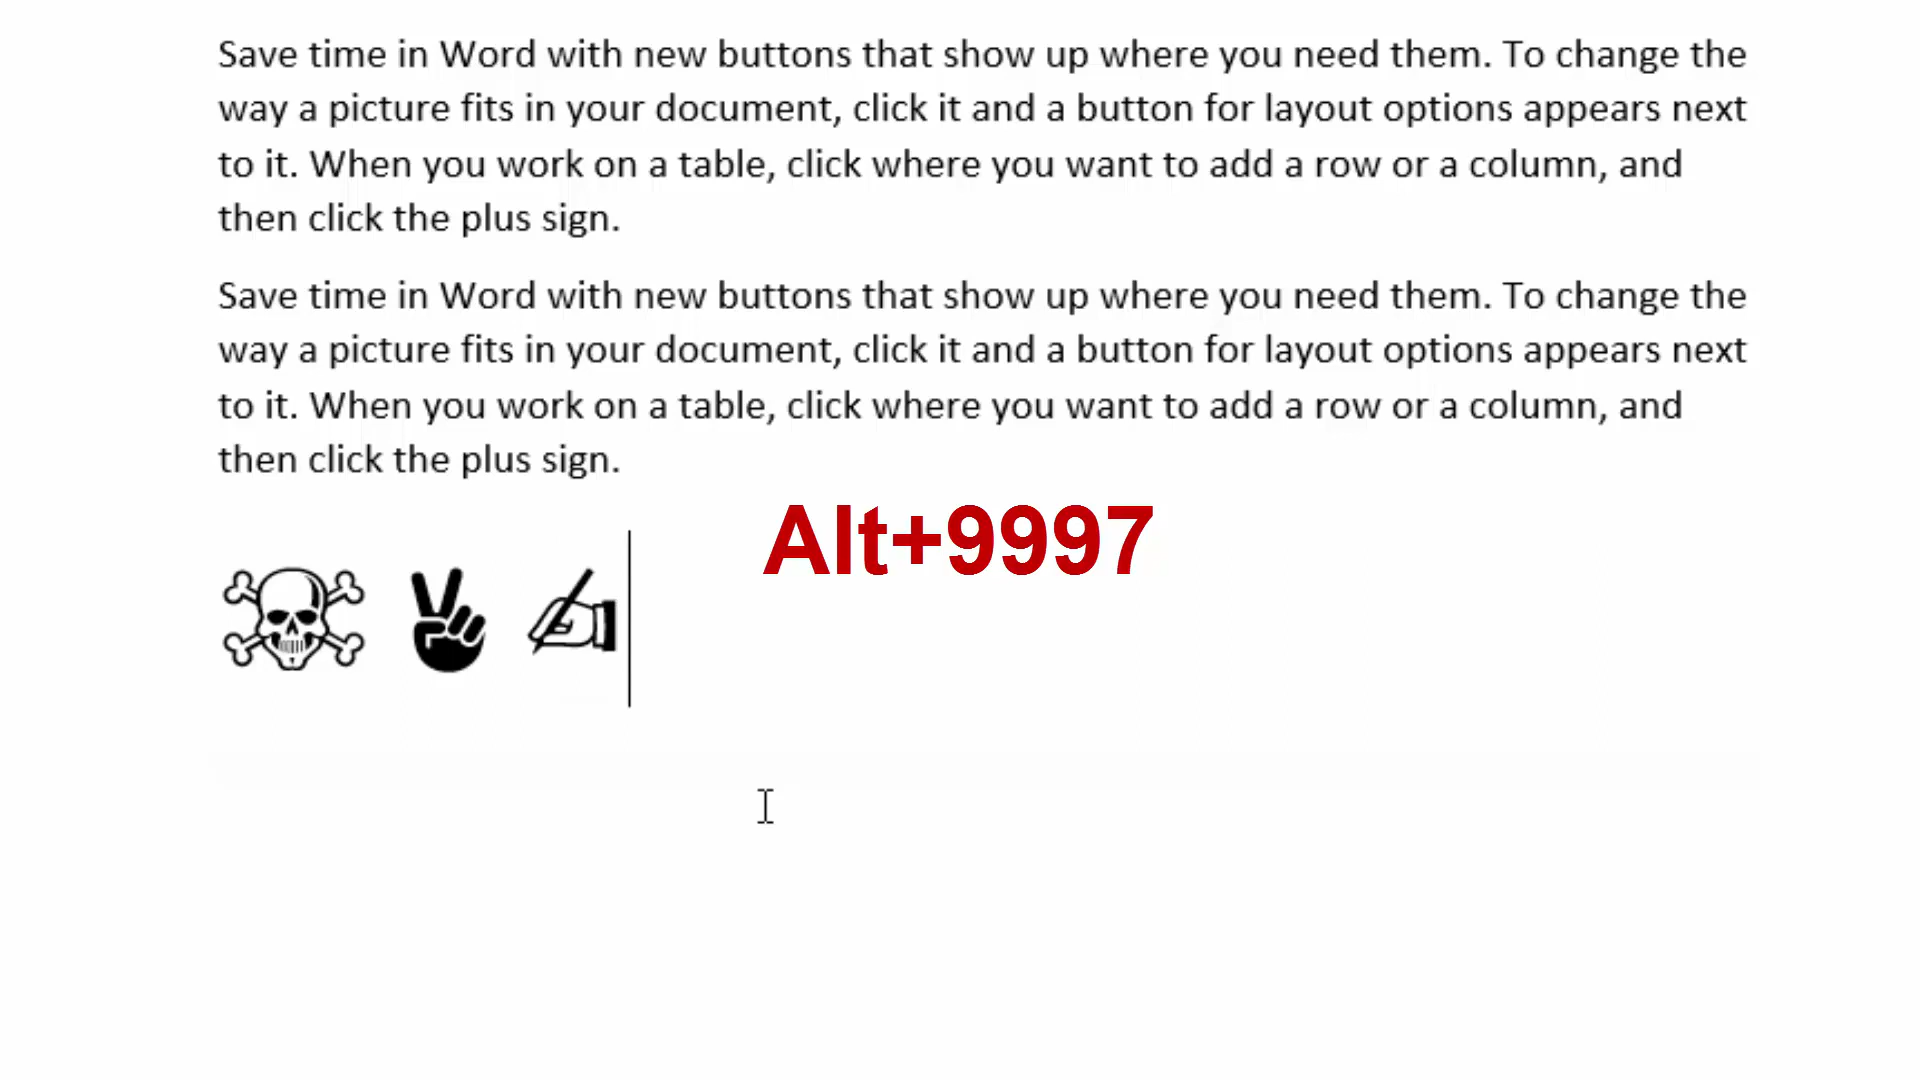 Save time in Word with new buttons that show up where you need them. To change the
way a picture fits in your document, click it and a button for layout options appears next
to it. When you work on a table, click where you want to add a row or a column, and
then click the plus sign.
Save time in Word with new buttons that show up where you need them. To change the
way a picture fits in your document, click it and a button for layout options appears next
to it. When you work on a table, click where you want to add a row or a column, and
then click the plus sign.
Alt+9997
☠ ✌ ✍